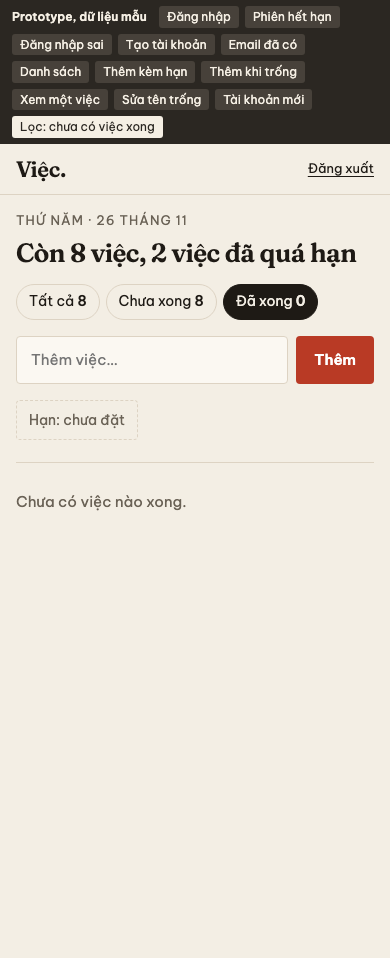 Prototype, dữ liệu mẫu Đăng nhập Phiên hết hạn
Đăng nhập sai Tạo tài khoản Email đã có
Danh sách Thêm kèm hạn Thêm khi trống
Xem một việc Sửa tên trống Tài khoản mới
Lọc: chưa có việc xong
Việc. Đăng xuất
THỨ NĂM · 26 THÁNG 11
Còn 8 việc, 2 việc đã quá hạn
Tất cả 8 Chưa xong 8 Đã xong 0
Thêm việc... Thêm
Hạn: chưa đặt
Chưa có việc nào xong.